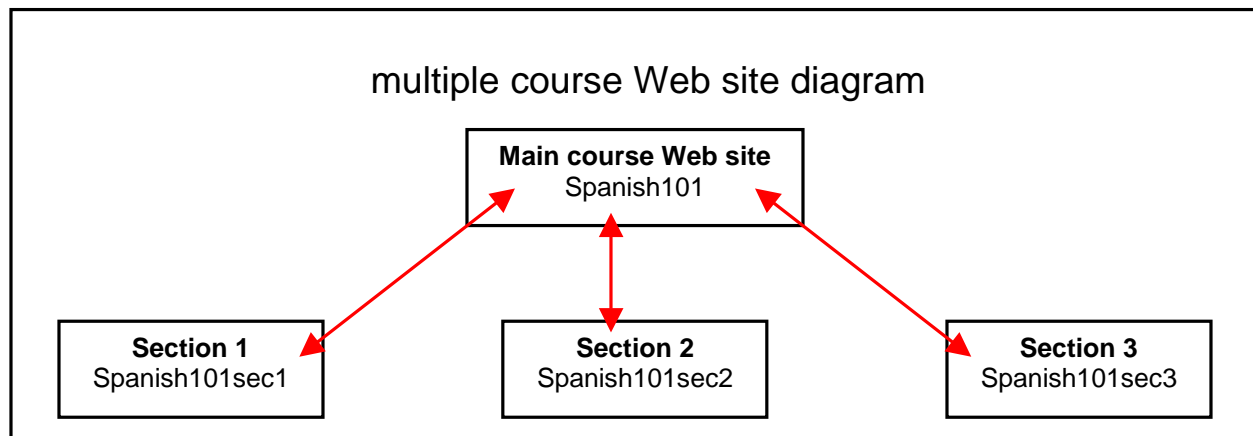 multiple course Web site diagram
Main course Web site
Spanish101
Section 1
Spanish101sec1
Section 2
Spanish101sec2
Section 3
Spanish101sec3